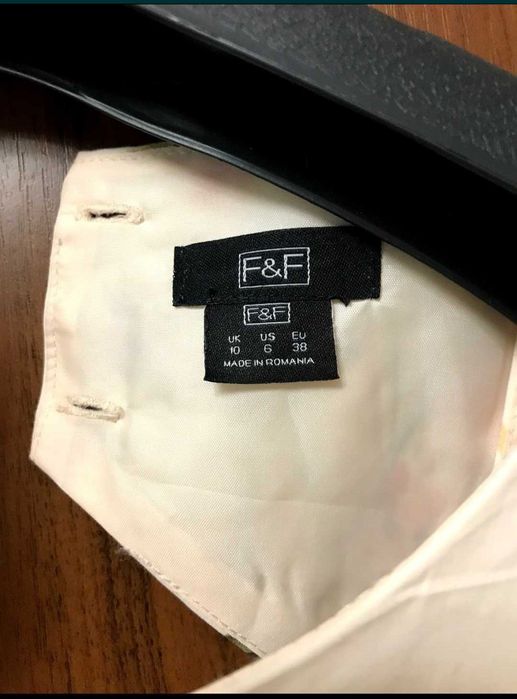 F&F
F&F
UK US EU
10 6 38
MADE IN ROMANIA